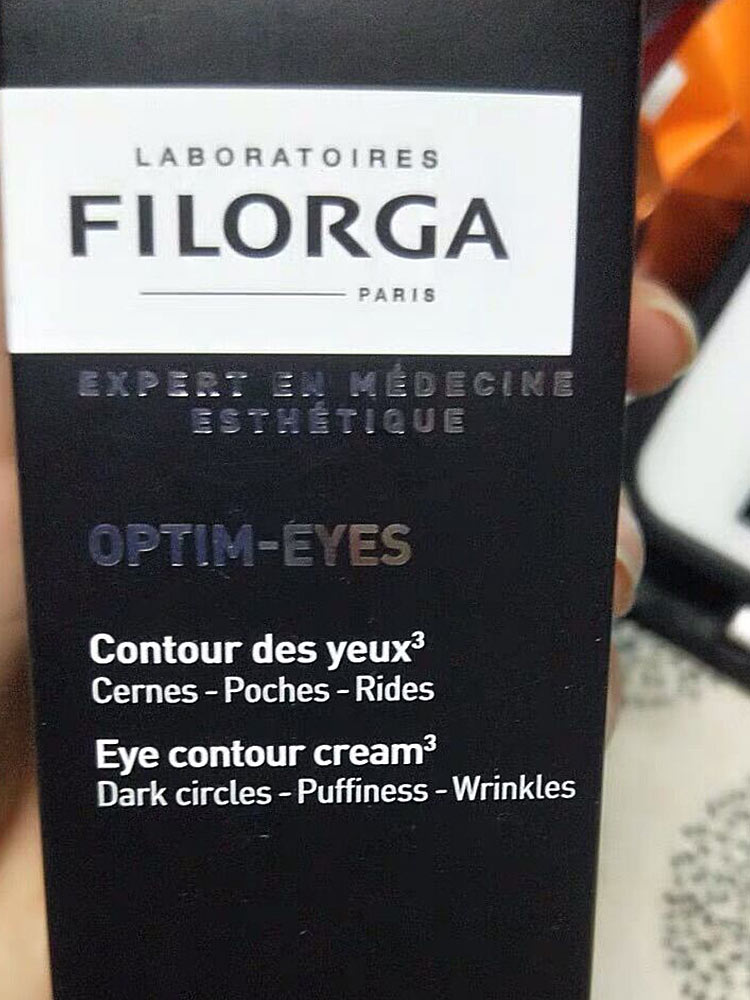 LABORATOIRES
FILORGA
PARIS
EXPERT EN MÉDECINE
ESTHÉTIQUE
OPTIM-EYES
Contour des yeux³
Cernes - Poches - Rides
Eye contour cream³
Dark circles - Puffiness - Wrinkles